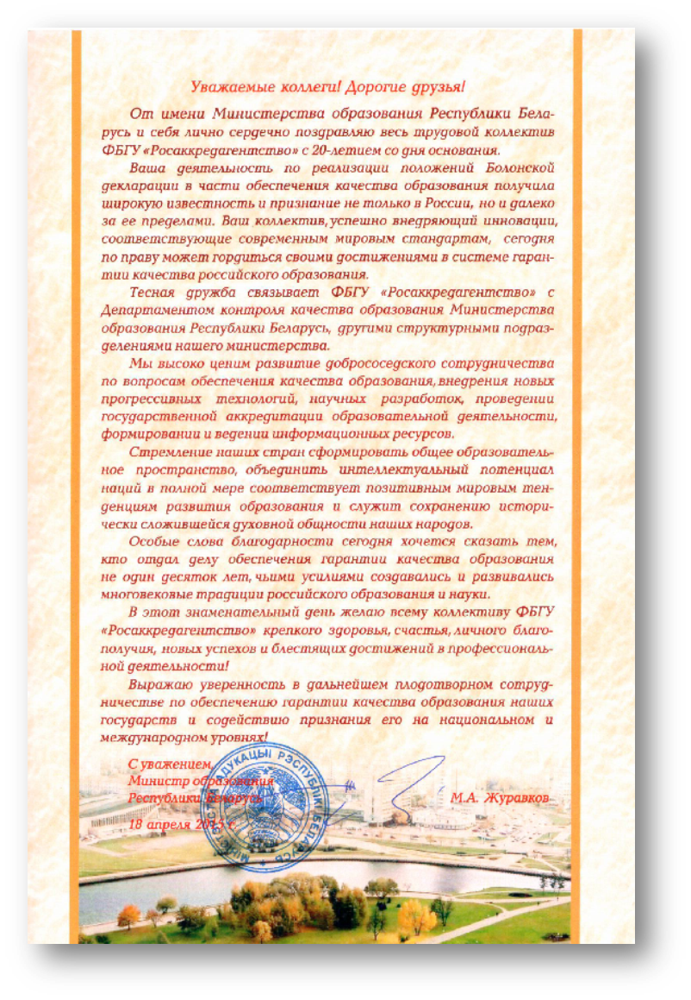 Уважаемые коллеги! Дорогие друзья!
От имени Министерства образования Республики Бела-
русь и себя лично сердечно поздравляю весь трудовой коллектив
ФБГУ «Росаккредагентство» с 20-летием со дня основания.
Ваша деятельность по реализации положений Болонской
декларации в части обеспечения качества образования получила
широкую известность и признание не только в России, но и далеко
за ее пределами. Ваш коллектив, успешно внедряющий инновации,
соответствующие современным мировым стандартам, сегодня
по праву может гордиться своими достижениями в системе гаран-
тии качества российского образования.
Тесная дружба связывает ФБГУ «Росаккредагентство» с
Департаментом контроля качества образования Министерства
образования Республики Беларусь, другими структурными подраз-
делениями нашего министерства.
Мы высоко ценим развитие добрососедского сотрудничества
по вопросам обеспечения качества образования, внедрения новых
прогрессивных технологий, научных разработок, проведении
государственной аккредитации образовательной деятельности,
формировании и ведении информационных ресурсов.
Стремление наших стран сформировать общее образователь-
ное пространство, объединить интеллектуальный потенциал
наций в полной мере соответствует позитивным мировым тен-
денциям развития образования и служит сохранению истори-
чески сложившейся духовной общности наших народов.
Особые слова благодарности сегодня хочется сказать тем,
кто отдал делу обеспечения гарантии качества образования
не один десяток лет, чьими усилиями создавались и развивались
многовековые традиции российского образования и науки.
В этот знаменательный день желаю всему коллективу ФБГУ
«Росаккредагентство» крепкого здоровья, счастья, личного благо-
получия, новых успехов и блестящих достижений в профессиональ-
ной деятельности!
Выражаю уверенность в дальнейшем плодотворном сотруд-
ничестве по обеспечению гарантии качества образования наших
государств и содействию признания его на национальном и
международном уровнях!
С уважением,
Министр образования
Республики Беларусь
М.А. Журавков
18 апреля 2015 г.
МІНІСТЭРСТВА АДУКАЦЫІ РЭСПУБЛІКІ БЕЛАРУСЬ